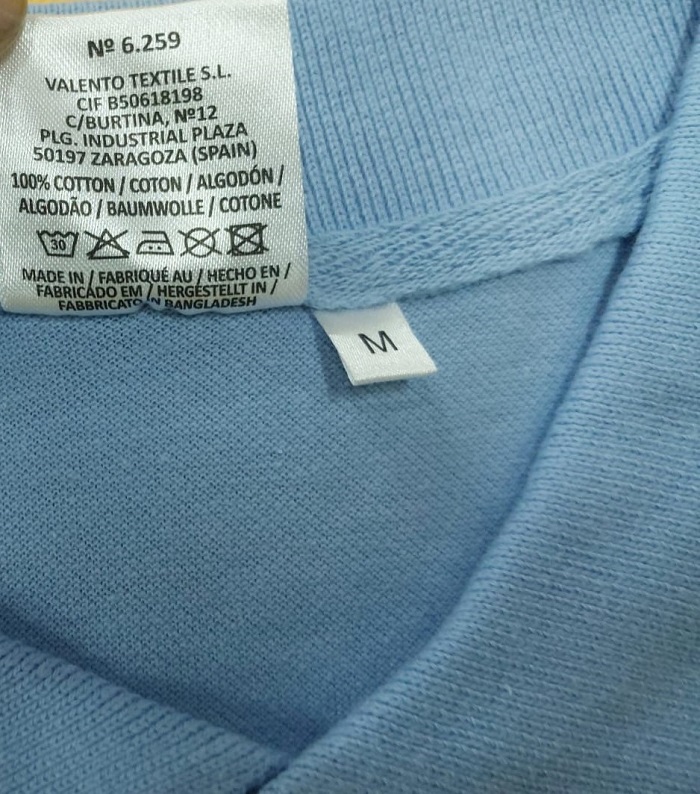 Nº 6.259
VALENTO TEXTILE S.L.
CIF B50618198
C/BURTINA, Nº12
PLG. INDUSTRIAL PLAZA
50197 ZARAGOZA (SPAIN)
100% COTTON / COTON / ALGODÓN /
ALGODÃO / BAUMWOLLE / COTONE
30
MADE IN / FABRIQUÉ AU / HECHO EN /
FABRICADO EM / HERGESTELLT IN /
FABBRICATO IN BANGLADESH
M